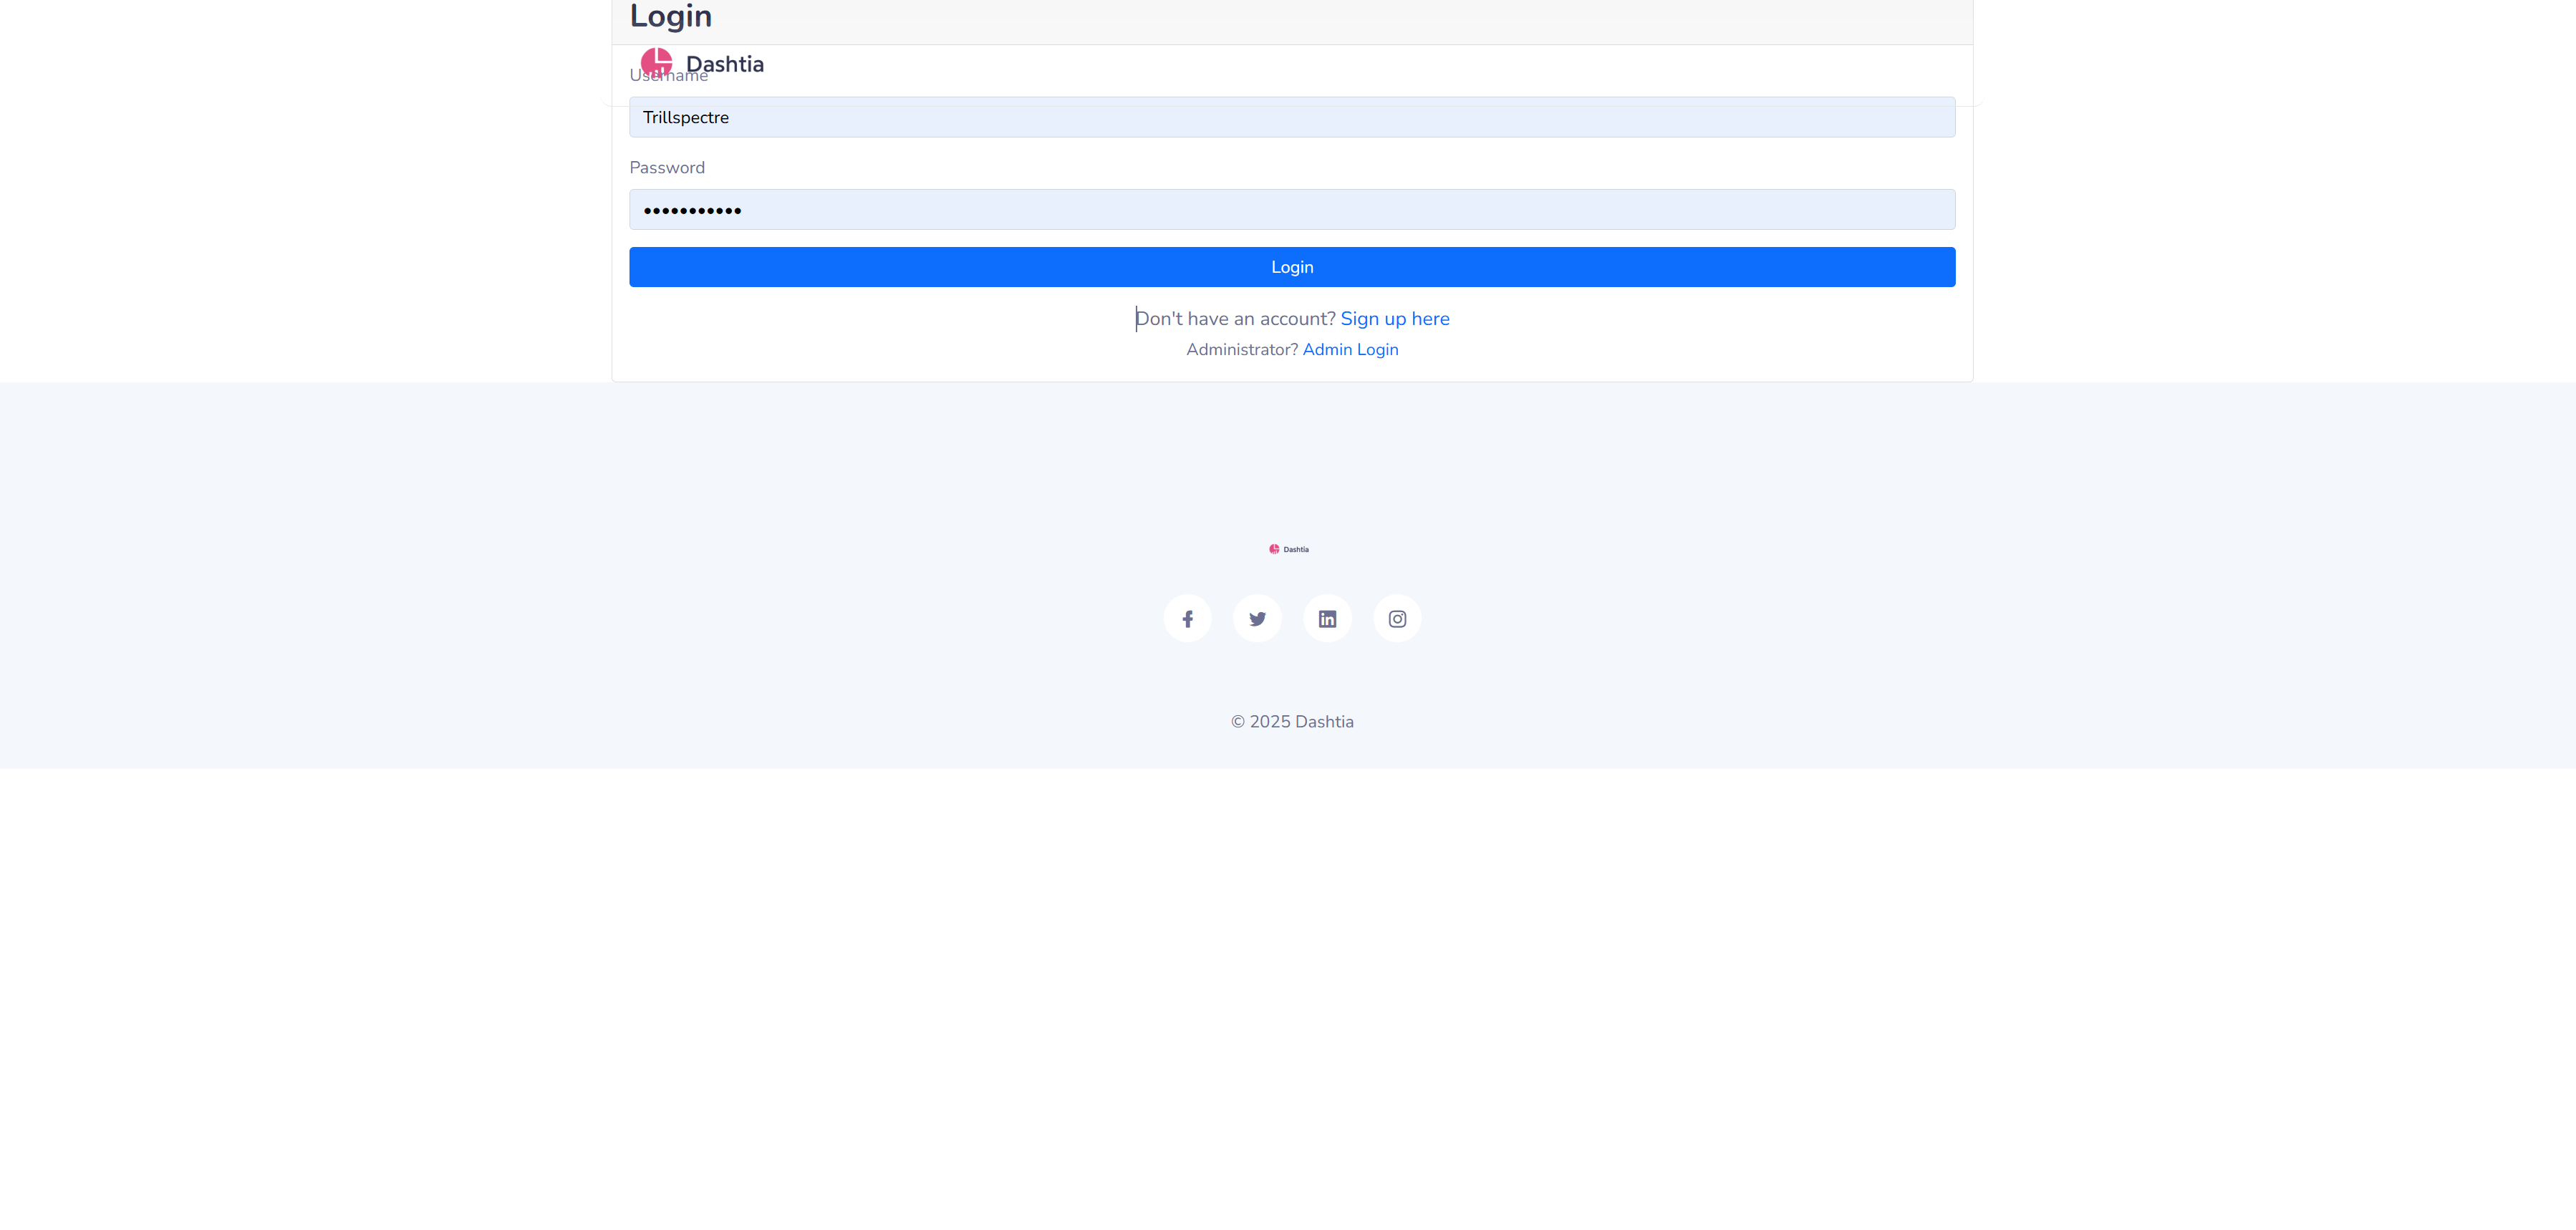 Login
Dashtia
Username
Trillspectre
Password
•••••••••••
Login
Don't have an account? Sign up here
Administrator? Admin Login
Dashtia
© 2025 Dashtia